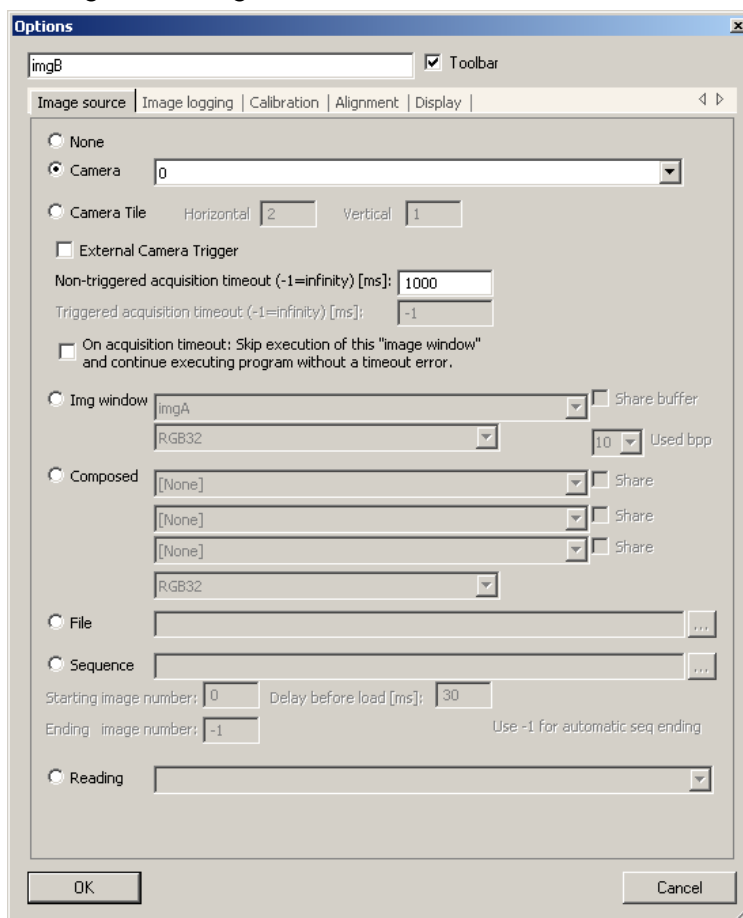 Options
imgB Toolbar
Image source | Image logging | Calibration | Alignment | Display |
None
Camera 0
Camera Tile Horizontal 2 Vertical 1
External Camera Trigger
Non-triggered acquisition timeout (-1=infinity) [ms]: 1000
Triggered acquisition timeout (-1=infinity) [ms]: -1
On acquisition timeout: Skip execution of this "image window"
and continue executing program without a timeout error.
Img window imgA Share buffer
RGB32 10 Used bpp
Composed [None] Share
[None] Share
[None] Share
RGB32
File ...
Sequence ...
Starting image number: 0 Delay before load [ms]: 30
Ending image number: -1 Use -1 for automatic seq ending
Reading
OK Cancel